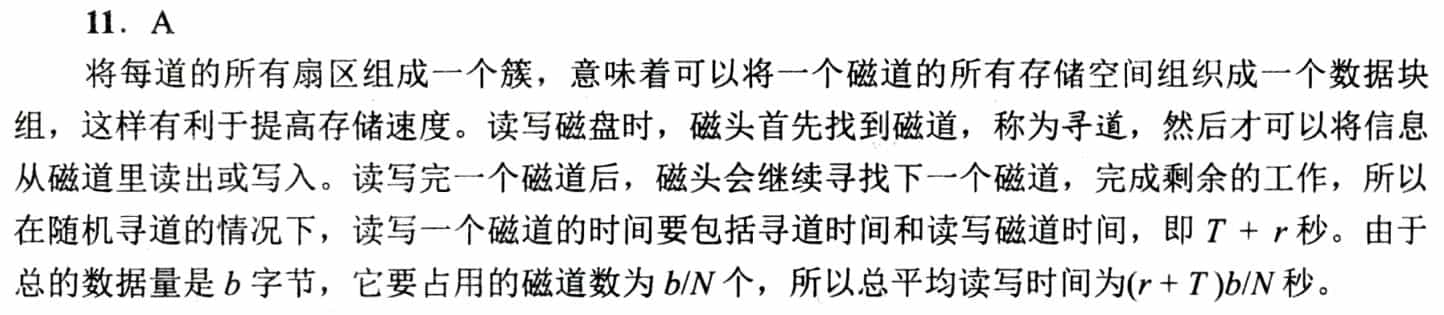 11．A
将每道的所有扇区组成一个簇，意味着可以将一个磁道的所有存储空间组织成一个数据块
组，这样有利于提高存储速度。读写磁盘时，磁头首先找到磁道，称为寻道，然后才可以将信息
从磁道里读出或写入。读写完一个磁道后，磁头会继续寻找下一个磁道，完成剩余的工作，所以
在随机寻道的情况下，读写一个磁道的时间要包括寻道时间和读写磁道时间，即 T + r 秒。由于
总的数据量是 b 字节，它要占用的磁道数为 b/N 个，所以总平均读写时间为(r + T )b/N 秒。